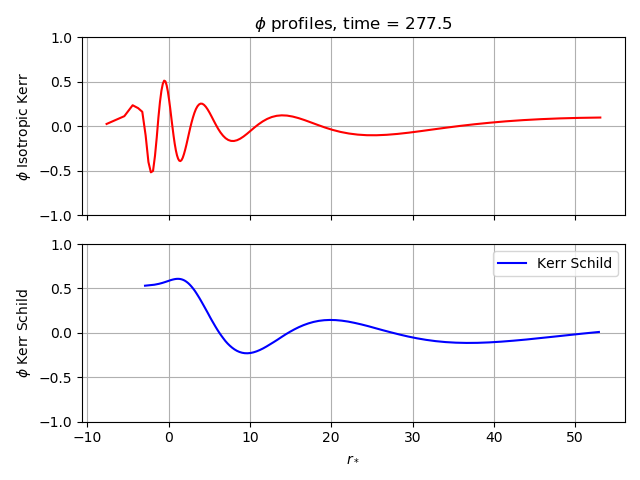 ϕ profiles, time = 277.5
1.0
0.5
0.0
−0.5
−1.0
ϕ Isotropic Kerr
1.0
0.5
0.0
−0.5
−1.0
ϕ Kerr Schild
Kerr Schild
−10 0 10 20 30 40 50
r*